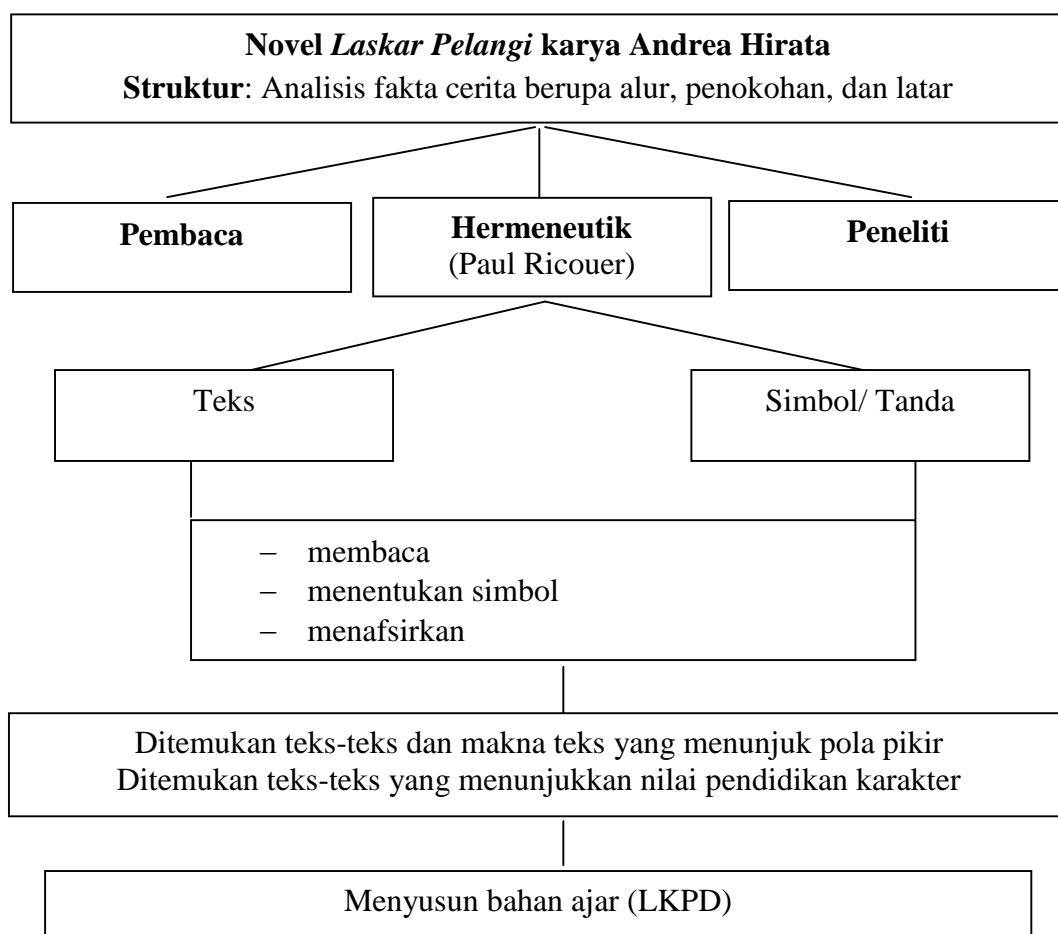 Novel Laskar Pelangi karya Andrea Hirata
Struktur: Analisis fakta cerita berupa alur, penokohan, dan latar
Pembaca
Hermeneutik
(Paul Ricouer)
Peneliti
Teks
Simbol/ Tanda
– membaca
– menentukan simbol
– menafsirkan
Ditemukan teks-teks dan makna teks yang menunjuk pola pikir
Ditemukan teks-teks yang menunjukkan nilai pendidikan karakter
Menyusun bahan ajar (LKPD)